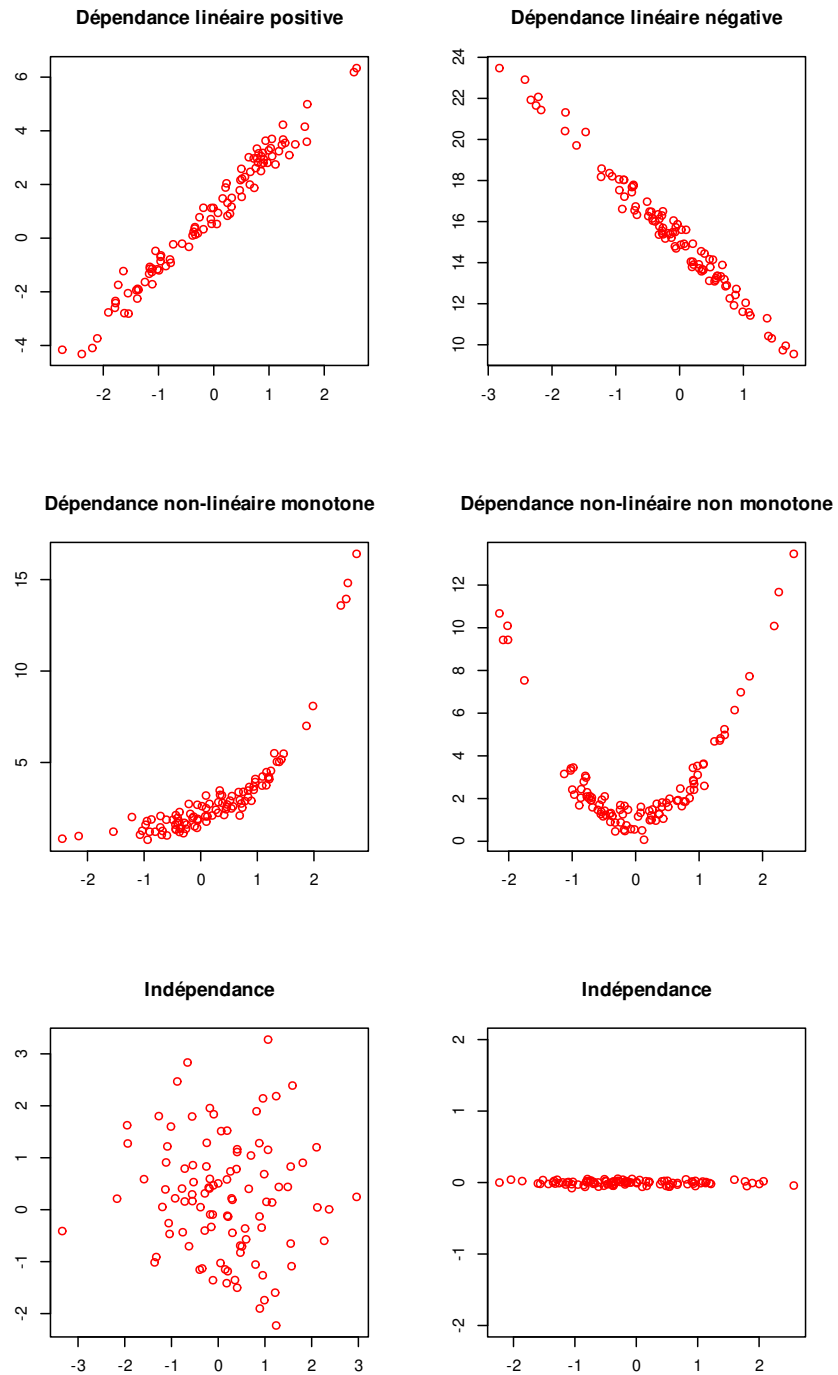 Dépendance linéaire positive
6
4
2
0
-2
-4
-2 -1 0 1 2
Dépendance linéaire négative
24
22
20
18
16
14
12
10
-3 -2 -1 0 1
Dépendance non-linéaire monotone
15
10
5
-2 -1 0 1 2
Dépendance non-linéaire non monotone
12
10
8
6
4
2
0
-2 -1 0 1 2
Indépendance
3
2
1
0
-1
-2
-3 -2 -1 0 1 2 3
Indépendance
2
1
0
-1
-2
-2 -1 0 1 2